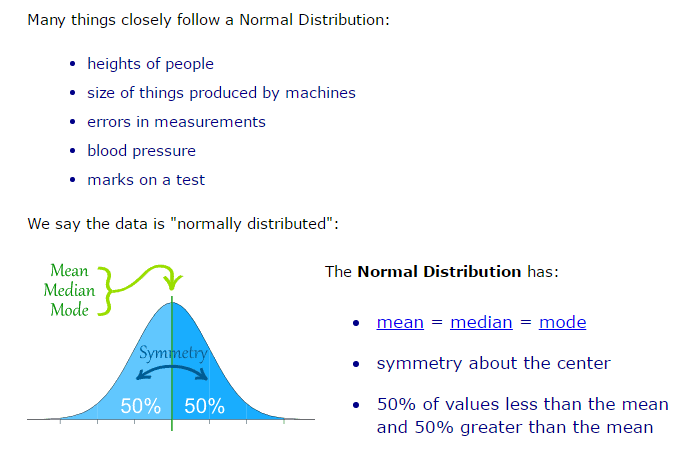 Many things closely follow a Normal Distribution:
• heights of people
• size of things produced by machines
• errors in measurements
• blood pressure
• marks on a test
We say the data is "normally distributed":
Mean
Median
Mode
Symmetry
50% 50%
The Normal Distribution has:
• mean = median = mode
• symmetry about the center
• 50% of values less than the mean
and 50% greater than the mean